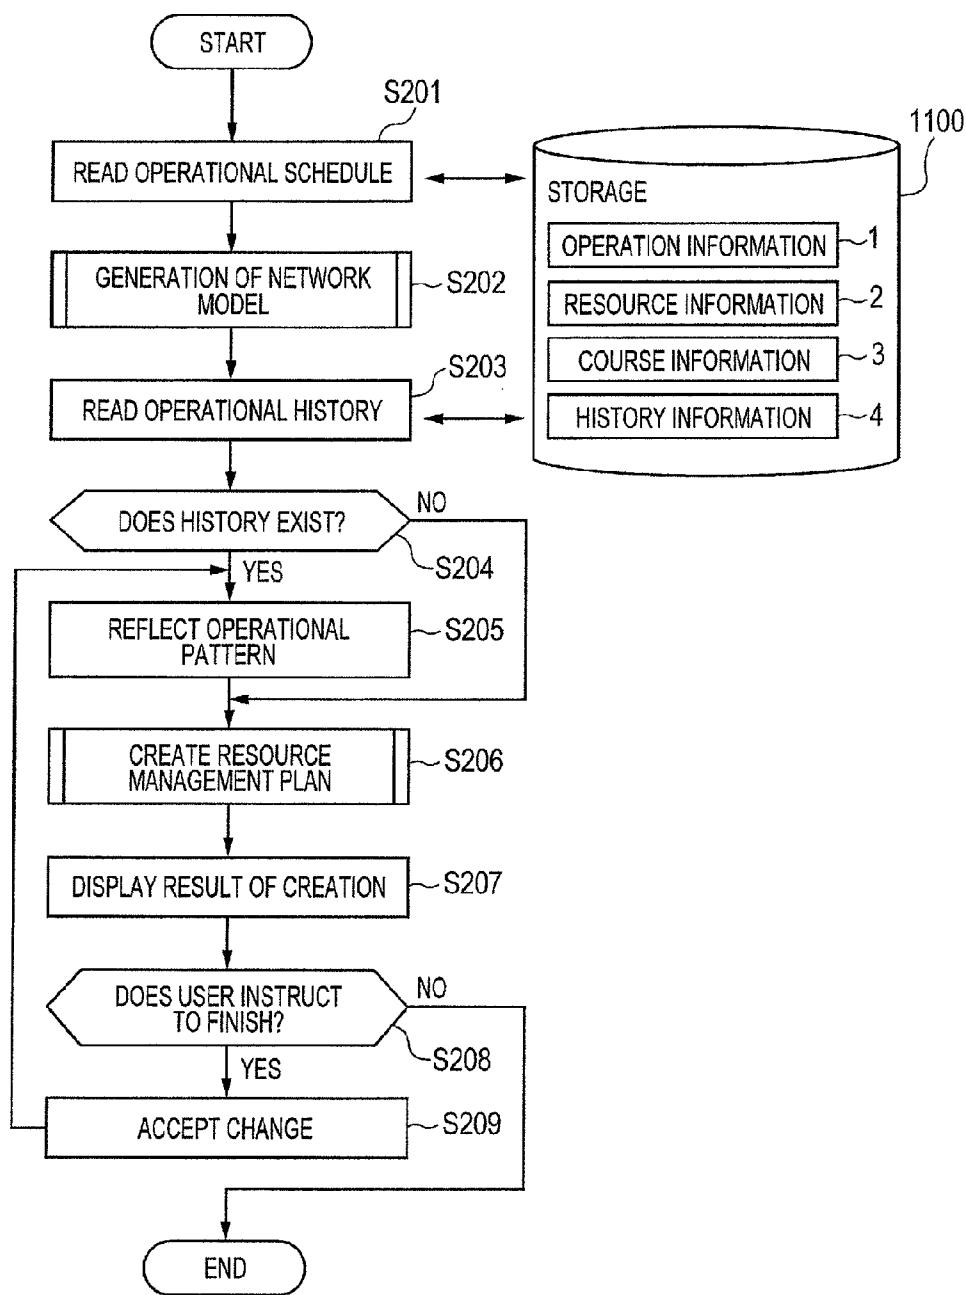 START
S201
READ OPERATIONAL SCHEDULE
1100
STORAGE
OPERATION INFORMATION
1
RESOURCE INFORMATION
2
COURSE INFORMATION
3
HISTORY INFORMATION
4
GENERATION OF NETWORK
MODEL
S202
S203
READ OPERATIONAL HISTORY
DOES HISTORY EXIST?
NO
S204
YES
REFLECT OPERATIONAL
PATTERN
S205
CREATE RESOURCE
MANAGEMENT PLAN
S206
DISPLAY RESULT OF CREATION
S207
DOES USER INSTRUCT
TO FINISH?
NO
S208
YES
ACCEPT CHANGE
S209
END